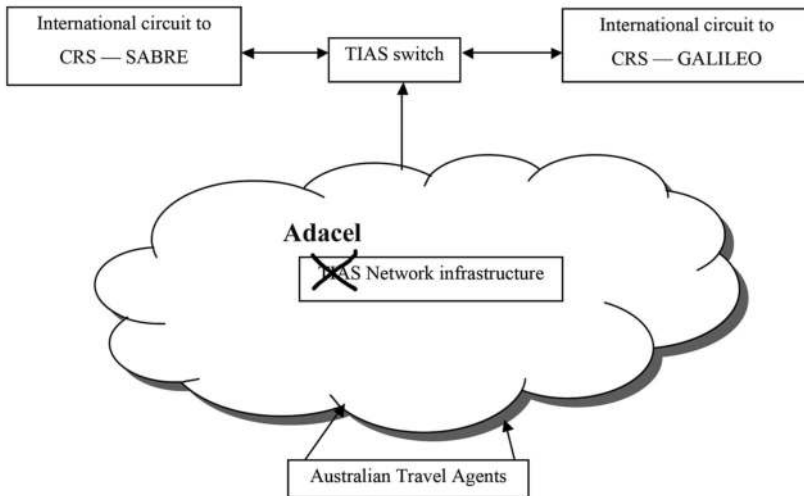 International circuit to
CRS — SABRE
TIAS switch
International circuit to
CRS — GALILEO
Adacel
TIAS Network infrastructure
Australian Travel Agents